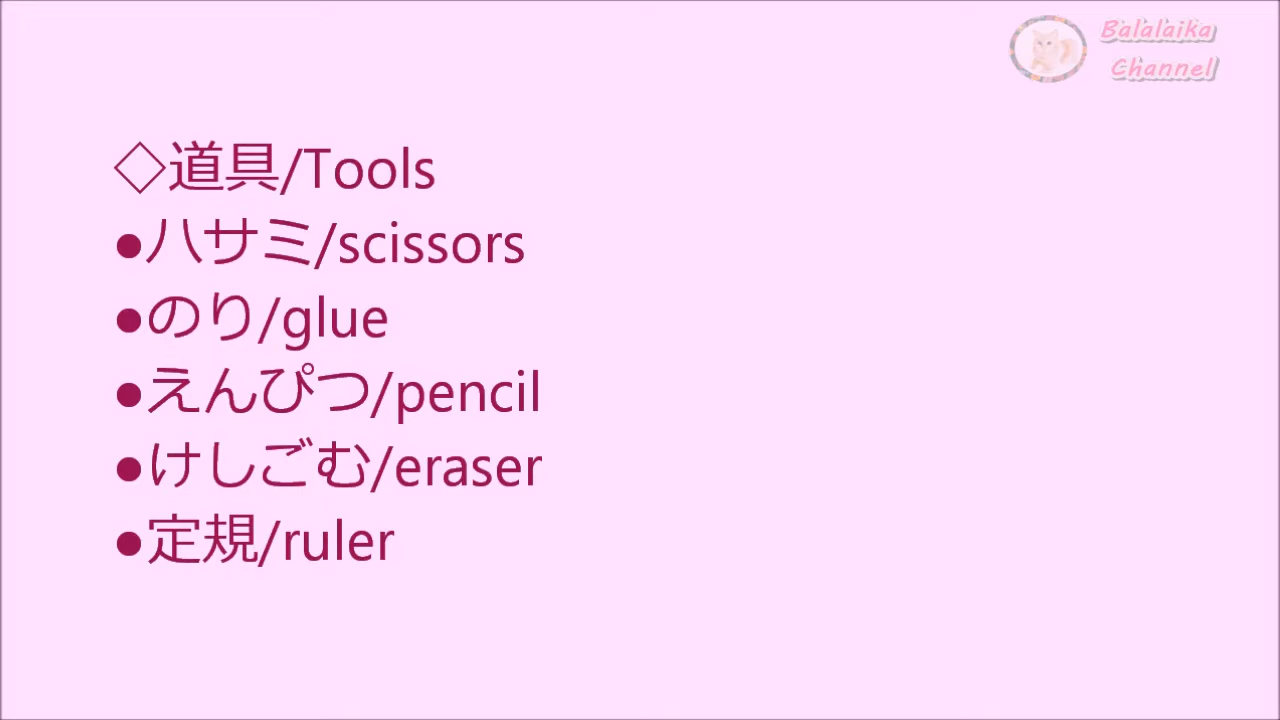 Balalaika
Channel
◇道具/Tools
●ハサミ/scissors
●のり/glue
●えんぴつ/pencil
●けしごむ/eraser
●定規/ruler